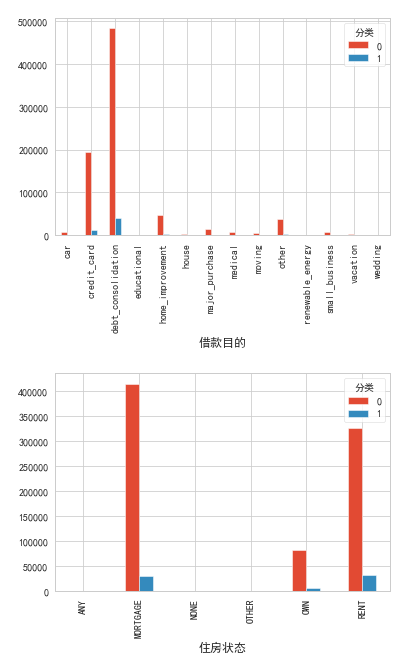 500000
400000
300000
200000
100000
0
分类
0
1
car
credit_card
debt_consolidation
educational
home_improvement
house
major_purchase
medical
moving
other
renewable_energy
small_business
vacation
wedding
借款目的
400000
350000
300000
250000
200000
150000
100000
50000
0
分类
0
1
ANY
MORTGAGE
NONE
OTHER
OWN
RENT
住房状态